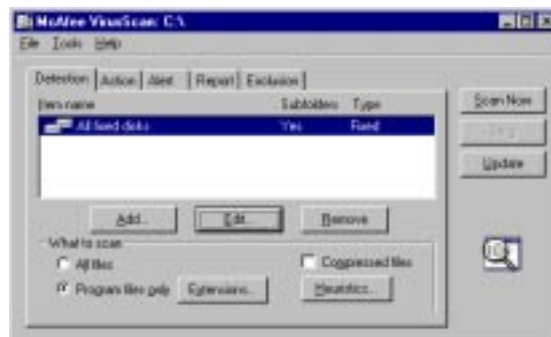 McAfee VirusScan: C:\
File Tools Help
Detection Action Alert Report Exclusion
Item name Subfolders Type
All fixed disks Yes Fixed
Scan Now
Stop
Update
Add... Edit... Remove
What to scan
All files
Compressed files
Program files only Extensions... Heuristics...